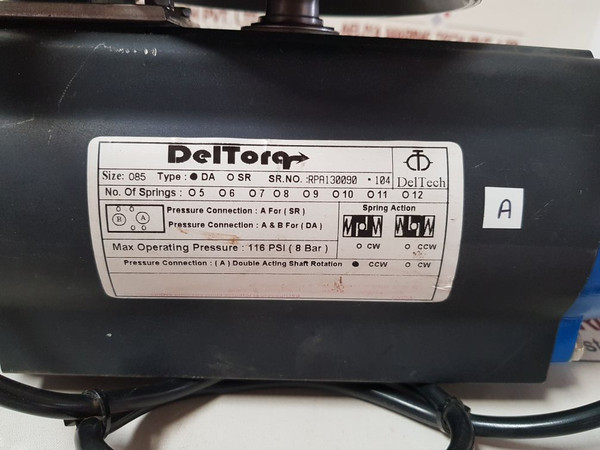 DelTorq
Size: 085 Type : ● DA O SR SR.NO. :RPA130090 • 104
DelTech
No. Of Springs : O 5 O 6 O 7 O 8 O 9 O 10 O 11 O 12
B A
Pressure Connection : A For ( SR )
Pressure Connection : A & B For ( DA )
Spring Action
O CW O CCW
Max Operating Pressure : 116 PSI ( 8 Bar )
Pressure Connection : ( A ) Double Acting Shaft Rotation ● CCW O CW
A